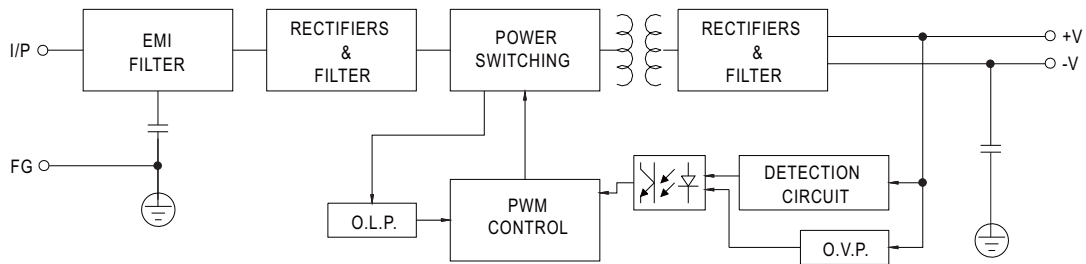 I/P
EMI
FILTER
RECTIFIERS
&
FILTER
POWER
SWITCHING
RECTIFIERS
&
FILTER
+V
-V
FG
O.L.P.
PWM
CONTROL
DETECTION
CIRCUIT
O.V.P.